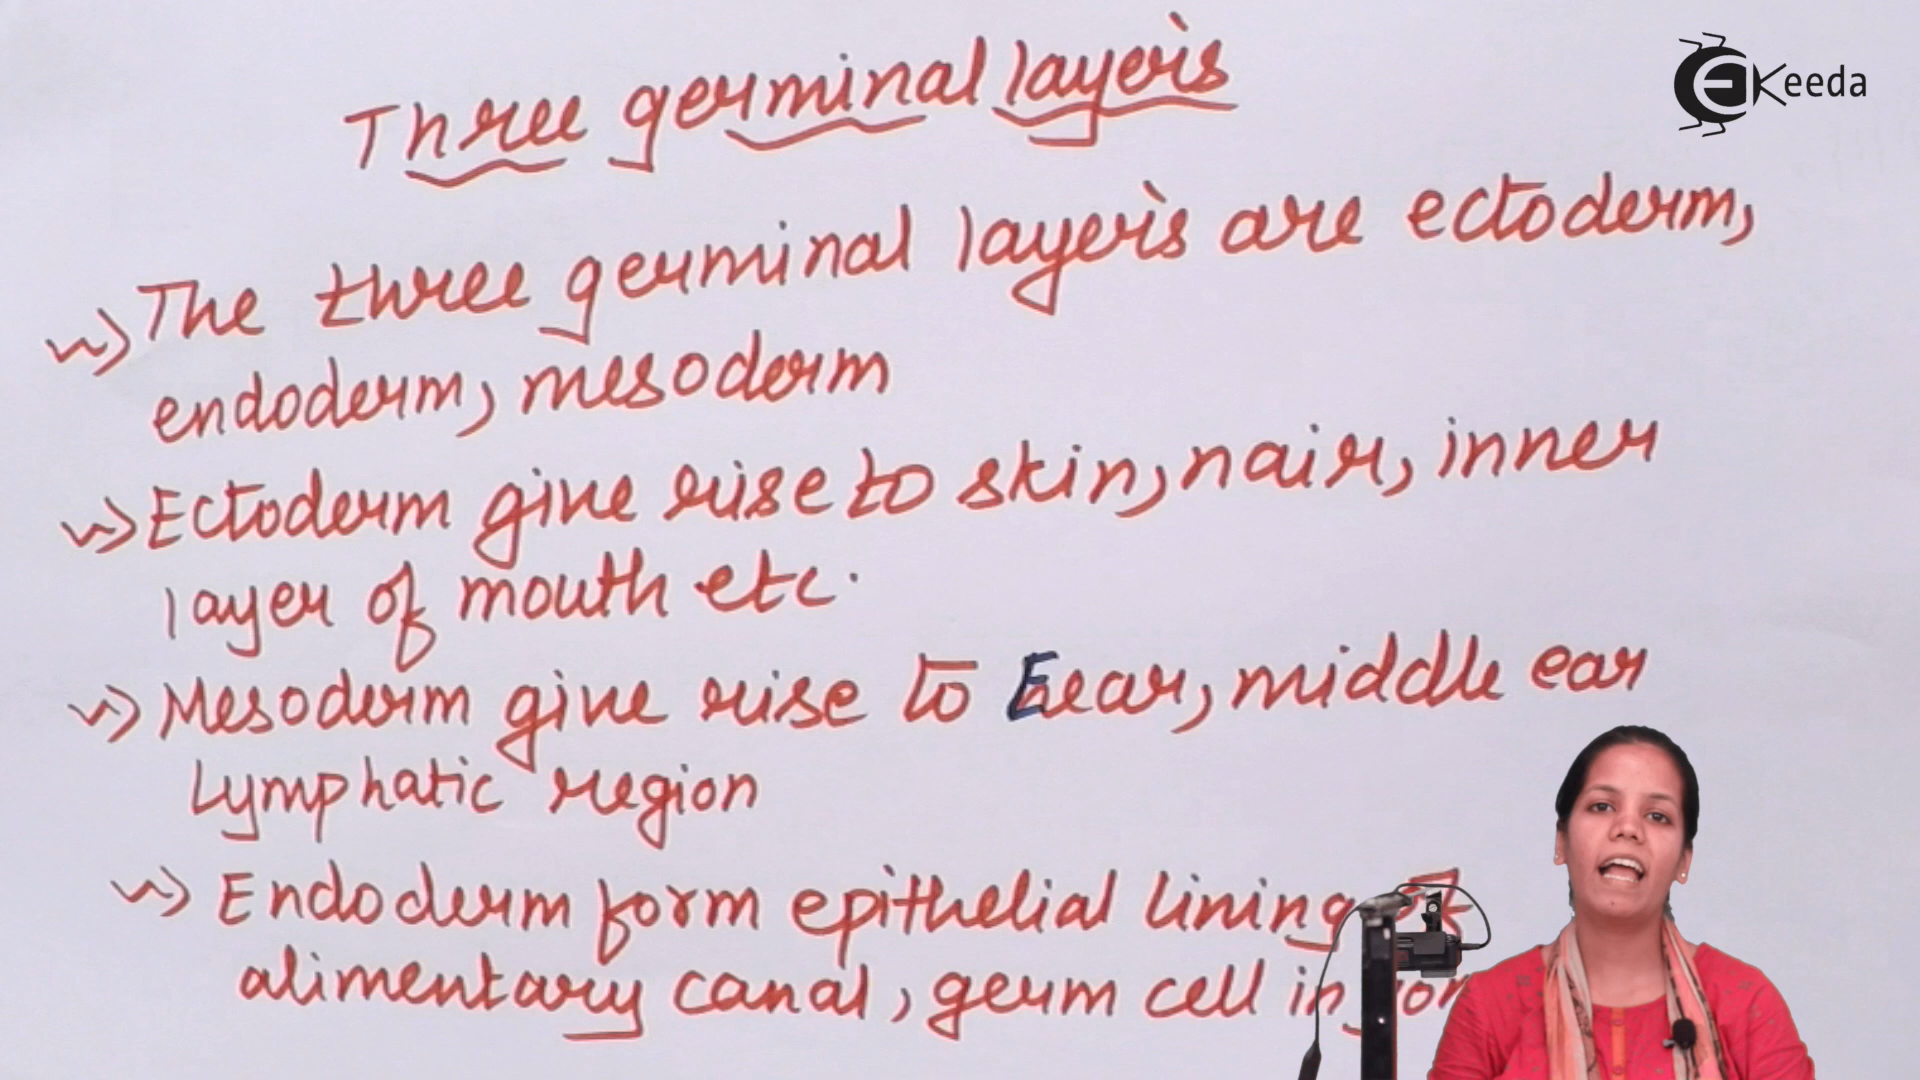 Three germinal layers
EKeeda
The three germinal layers are ectoderm,
endoderm, mesoderm
Ectoderm give rise to skin, nair, inner
layer of mouth etc.
Mesoderm give rise to Eear, middle ear
Lymphatic region
Endoderm form epithelial lining of
alimentary canal, germ cell in